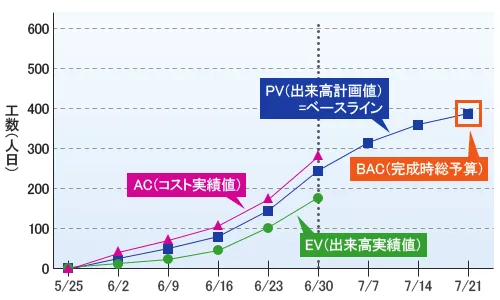 600
500
400
300
200
100
0
工数(人日)
PV(出来高計画値)
=ベースライン
BAC(完成時総予算)
AC(コスト実績値)
EV(出来高実績値)
5/25 6/2 6/9 6/16 6/23 6/30 7/7 7/14 7/21